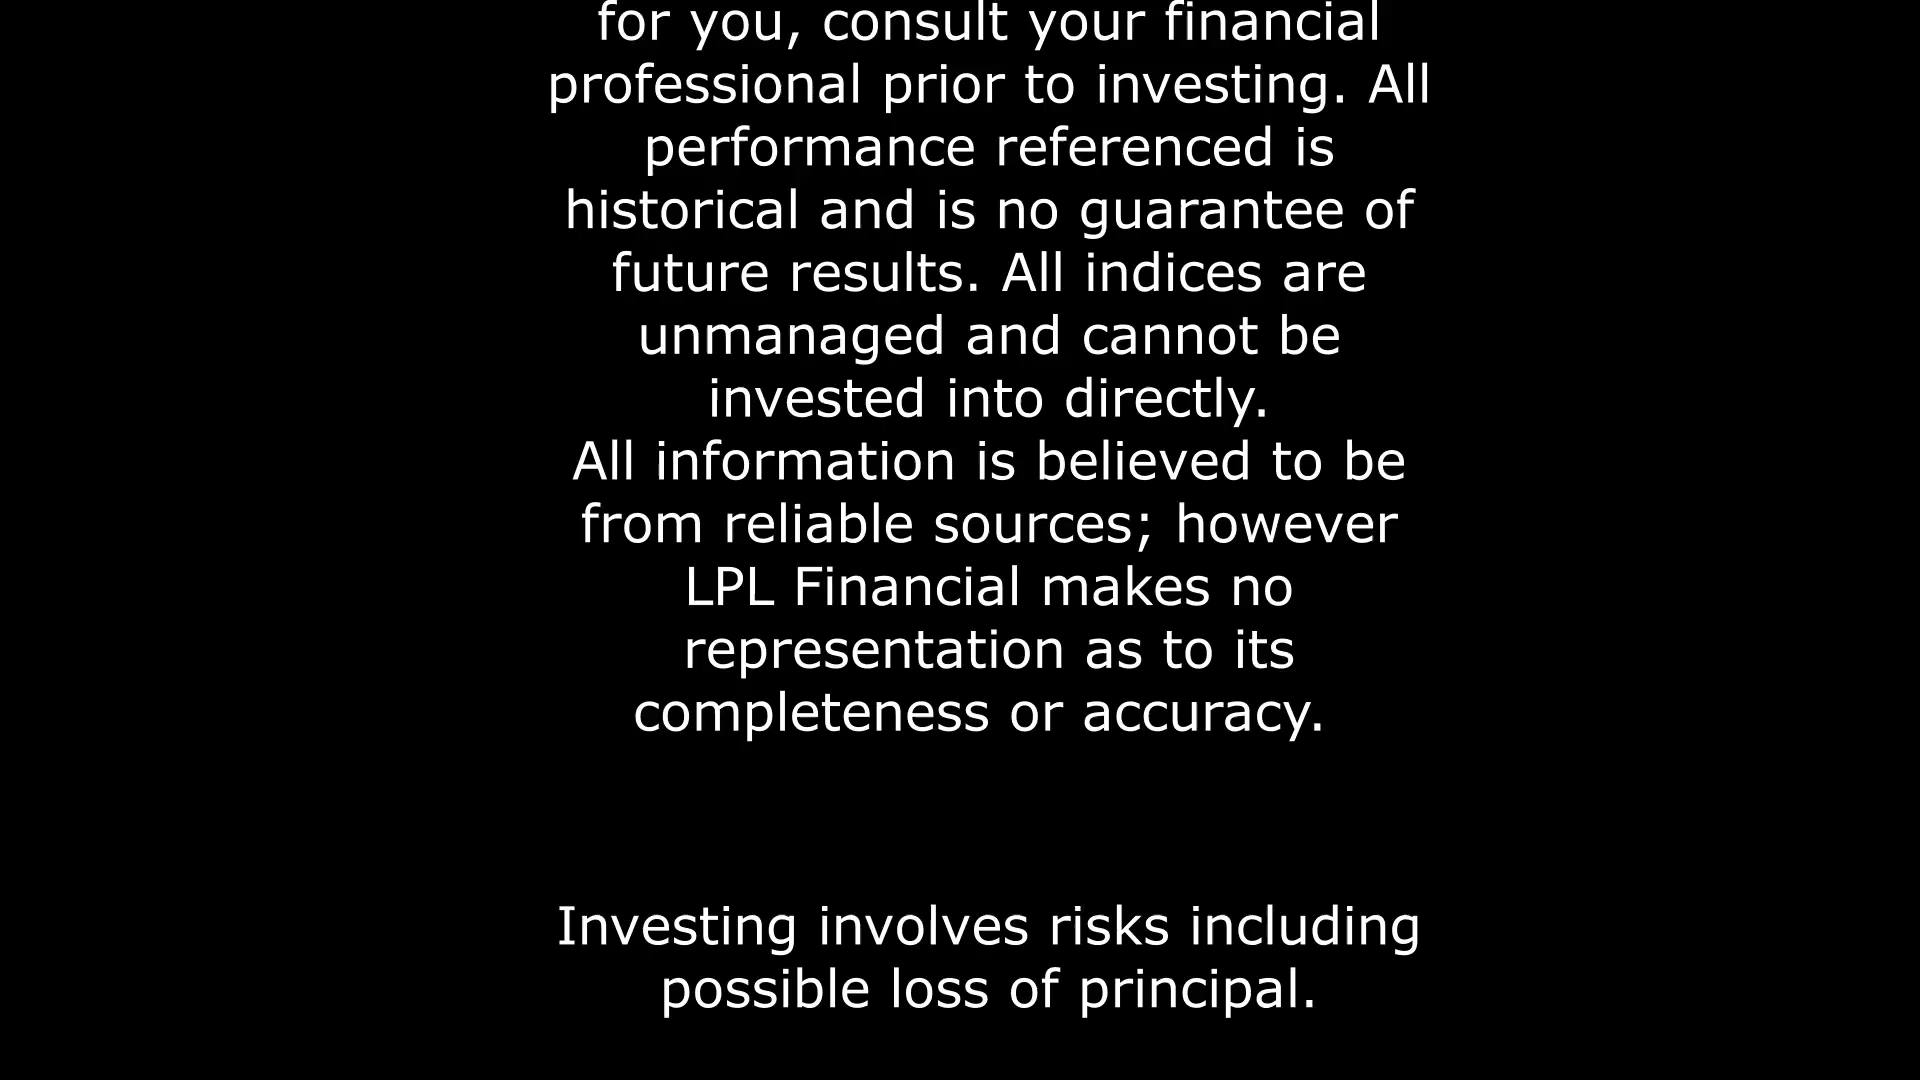 for you, consult your financial
professional prior to investing. All
performance referenced is
historical and is no guarantee of
future results. All indices are
unmanaged and cannot be
invested into directly.
All information is believed to be
from reliable sources; however
LPL Financial makes no
representation as to its
completeness or accuracy.
Investing involves risks including
possible loss of principal.